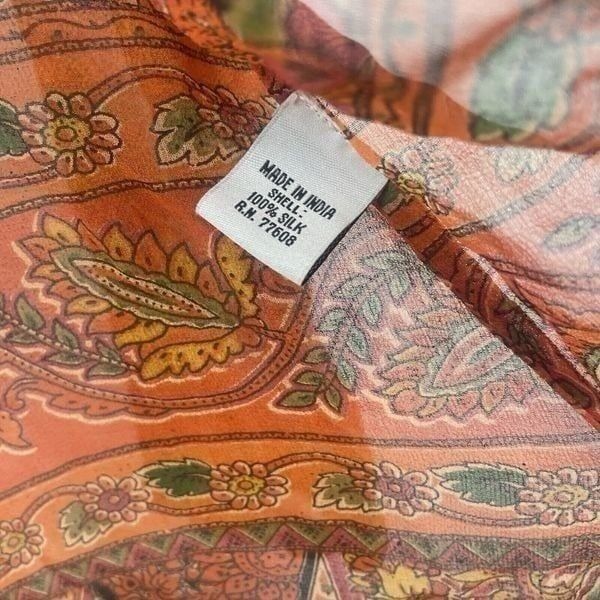 MADE IN INDIA
SHELL-
100% SILK
R.N. 77608